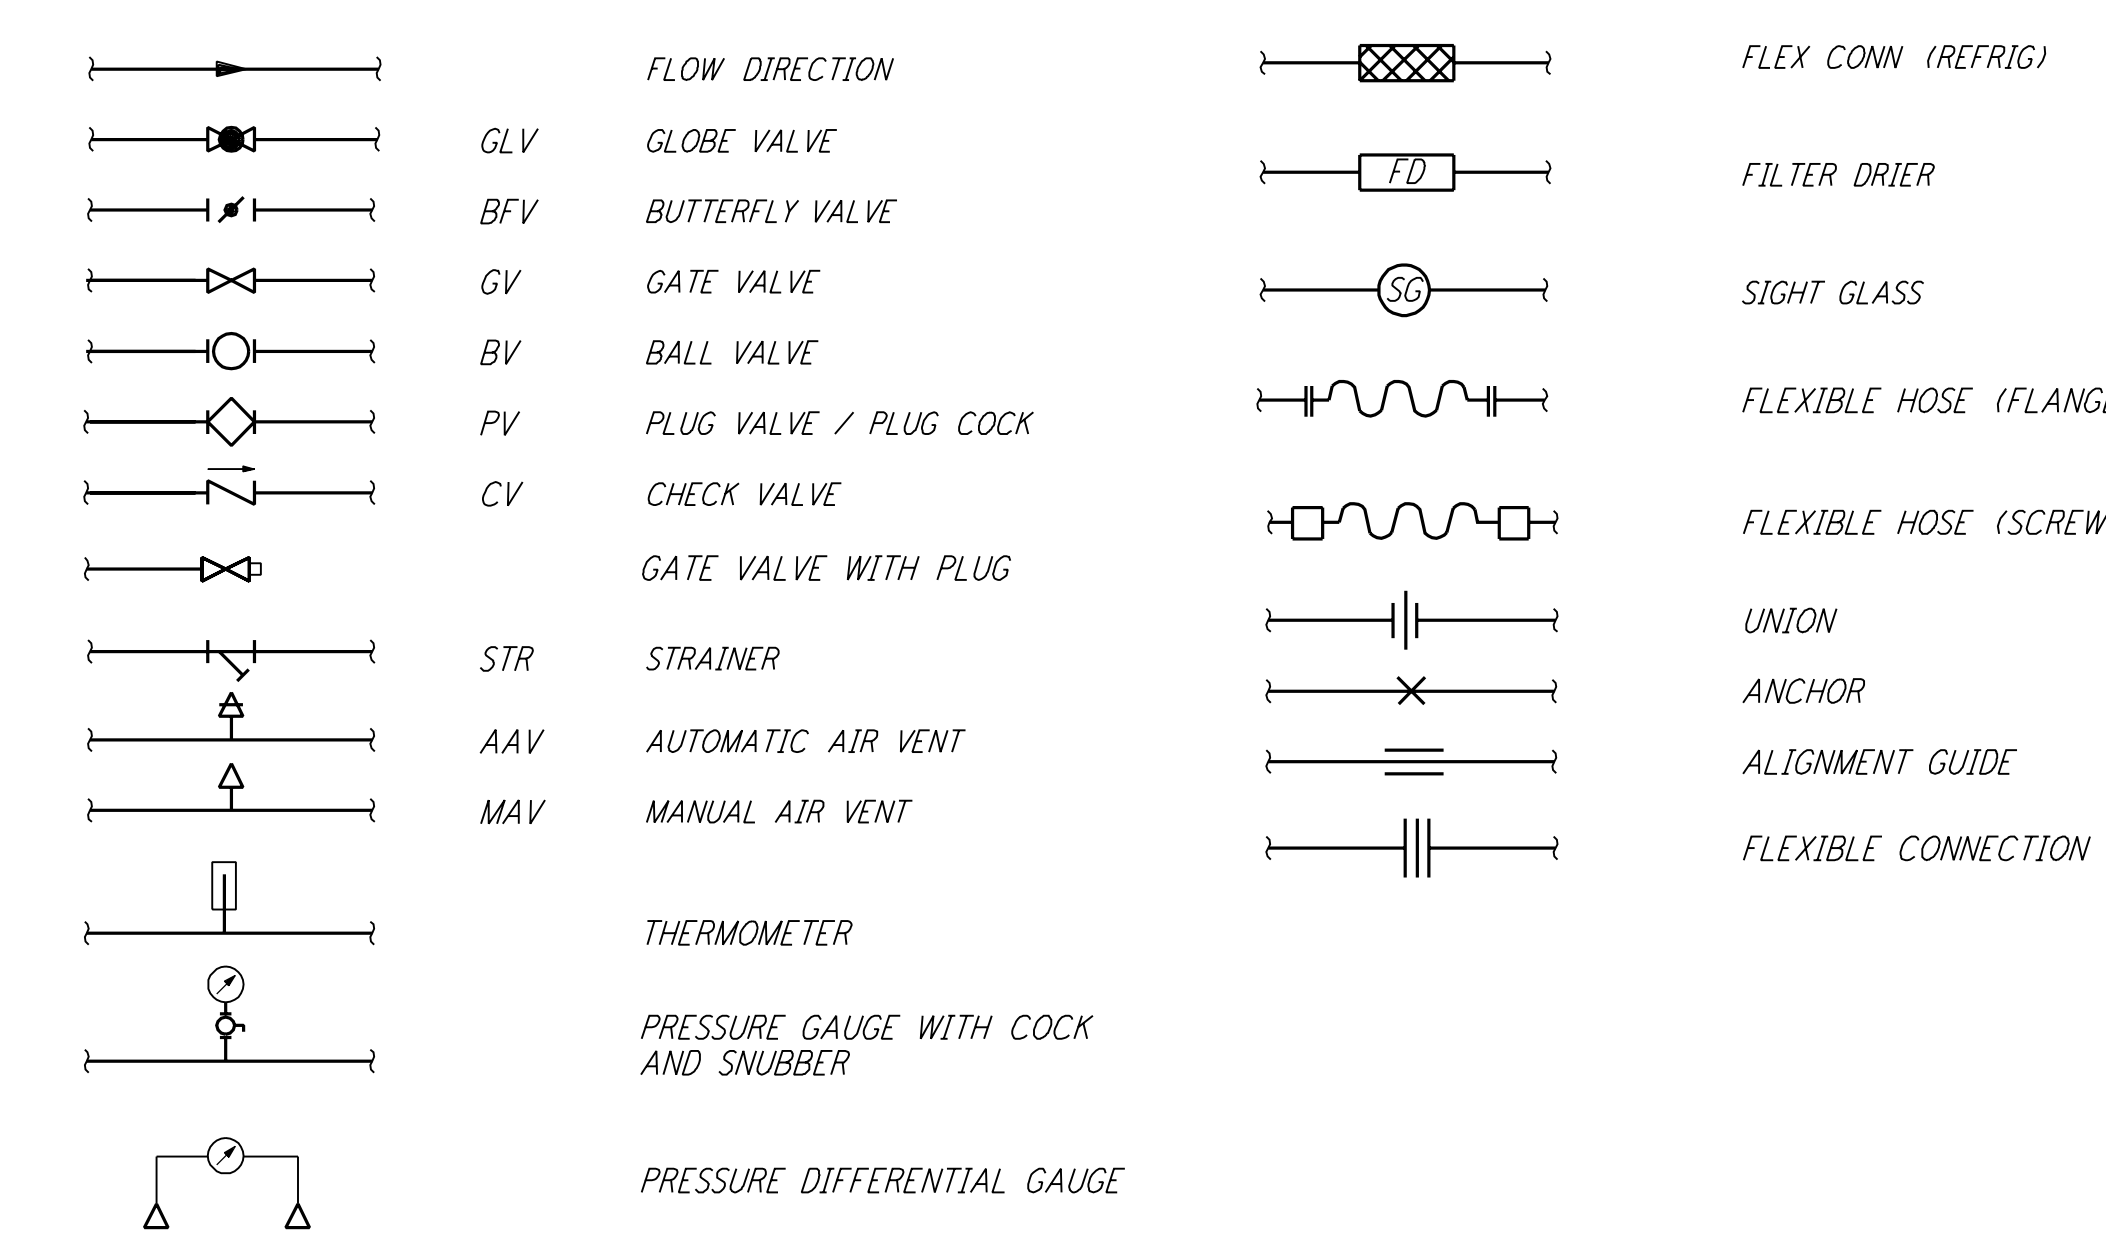 FLOW DIRECTION
GLV GLOBE VALVE
BFV BUTTERFLY VALVE
GV GATE VALVE
BV BALL VALVE
PV PLUG VALVE / PLUG COCK
CV CHECK VALVE
GATE VALVE WITH PLUG
STR STRAINER
AAV AUTOMATIC AIR VENT
MAV MANUAL AIR VENT
THERMOMETER
PRESSURE GAUGE WITH COCK
AND SNUBBER
PRESSURE DIFFERENTIAL GAUGE
FLEX CONN (REFRIG)
FD FILTER DRIER
SG SIGHT GLASS
FLEXIBLE HOSE
FLEXIBLE HOSE (SCREW
UNION
ANCHOR
ALIGNMENT GUIDE
FLEXIBLE CONNECTION